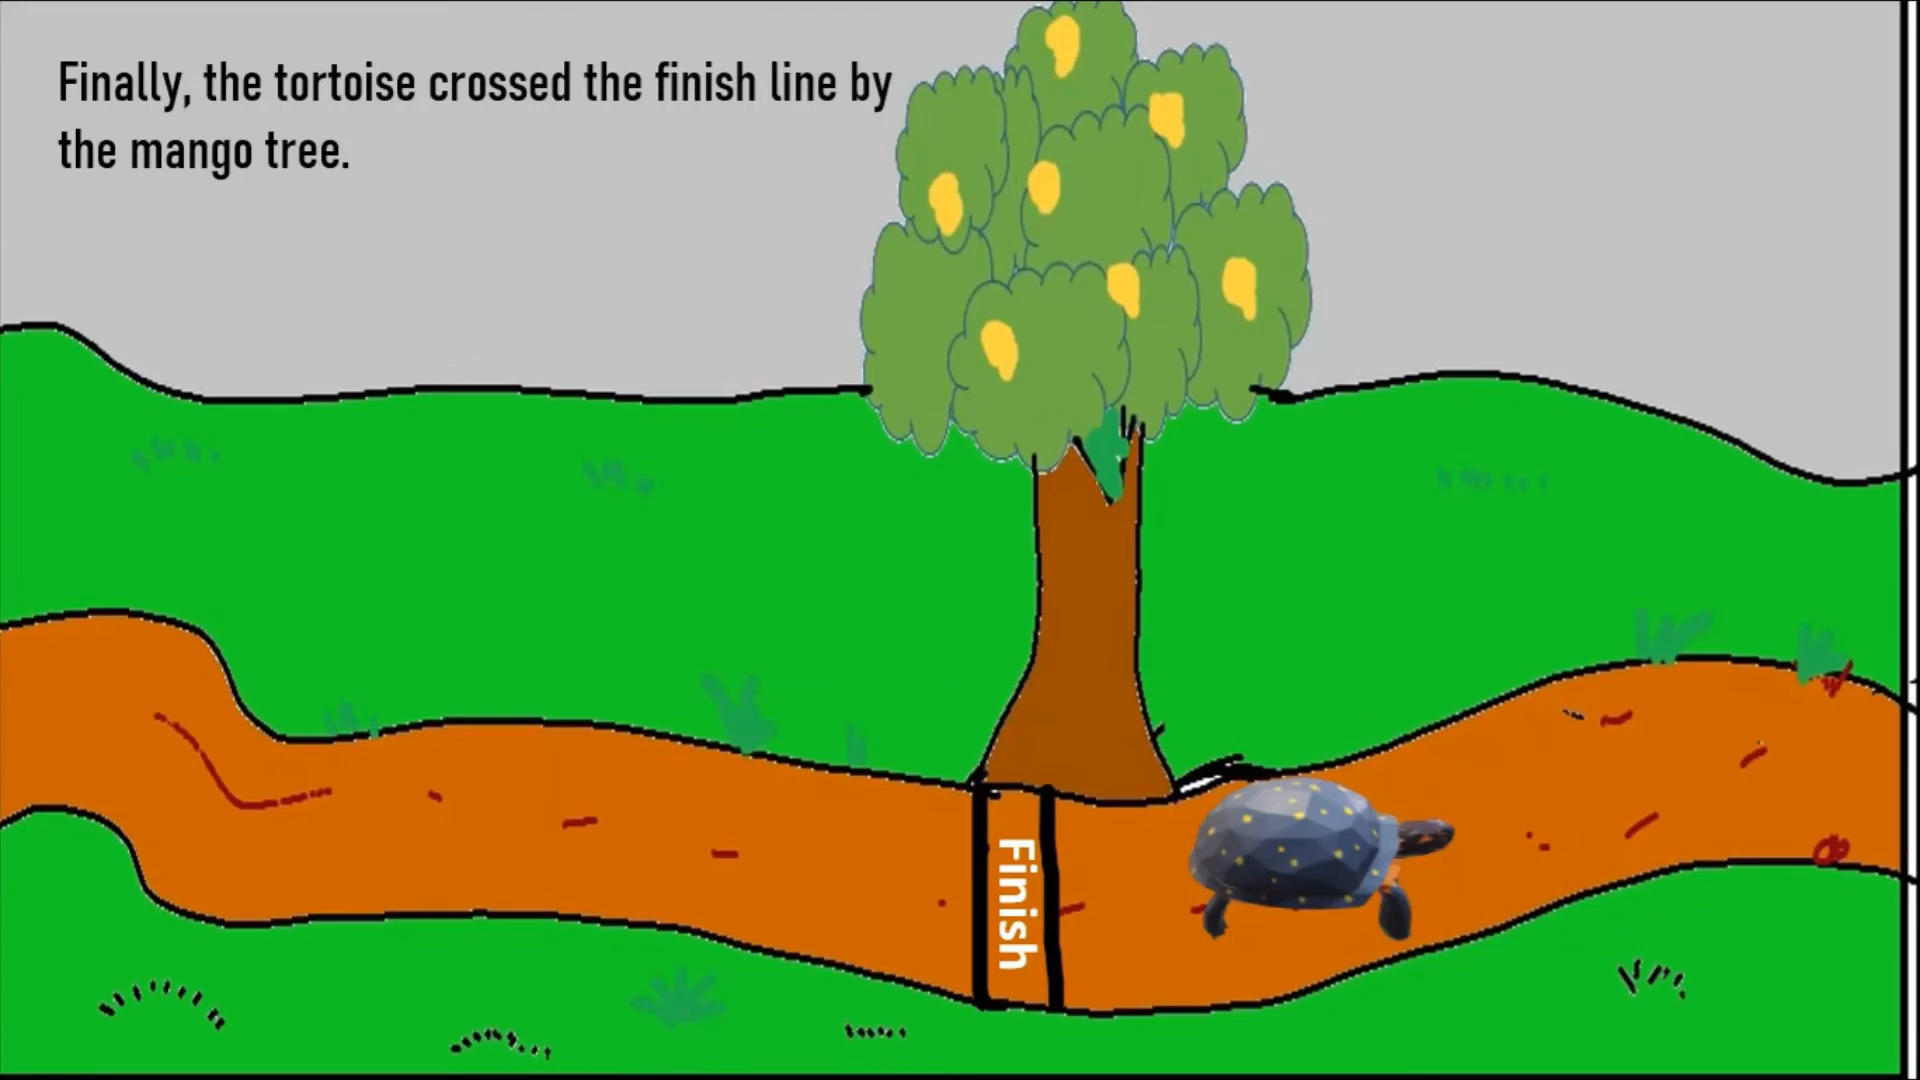 Finally, the tortoise crossed the finish line by
the mango tree.
Finish